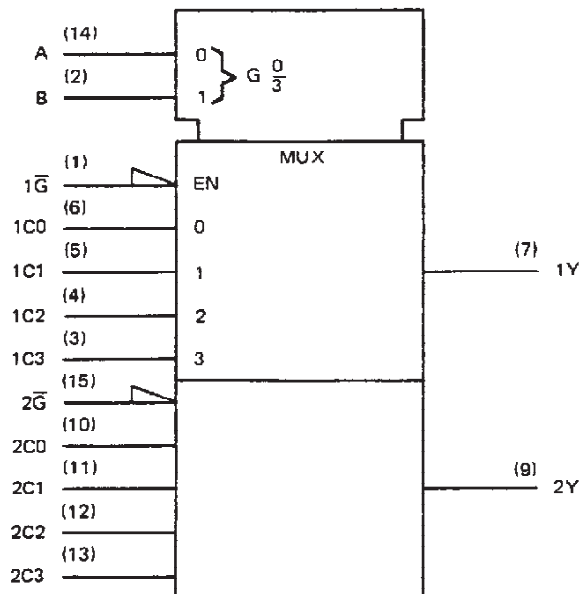 (14)
A
0
G 0/3
(2)
B
1
MUX
(1)
1G̅
EN
(6)
1C0
0
(5)
1C1
1
(7)
1Y
(4)
1C2
2
(3)
1C3
3
(15)
2G̅
(10)
2C0
(11)
2C1
(9)
2Y
(12)
2C2
(13)
2C3